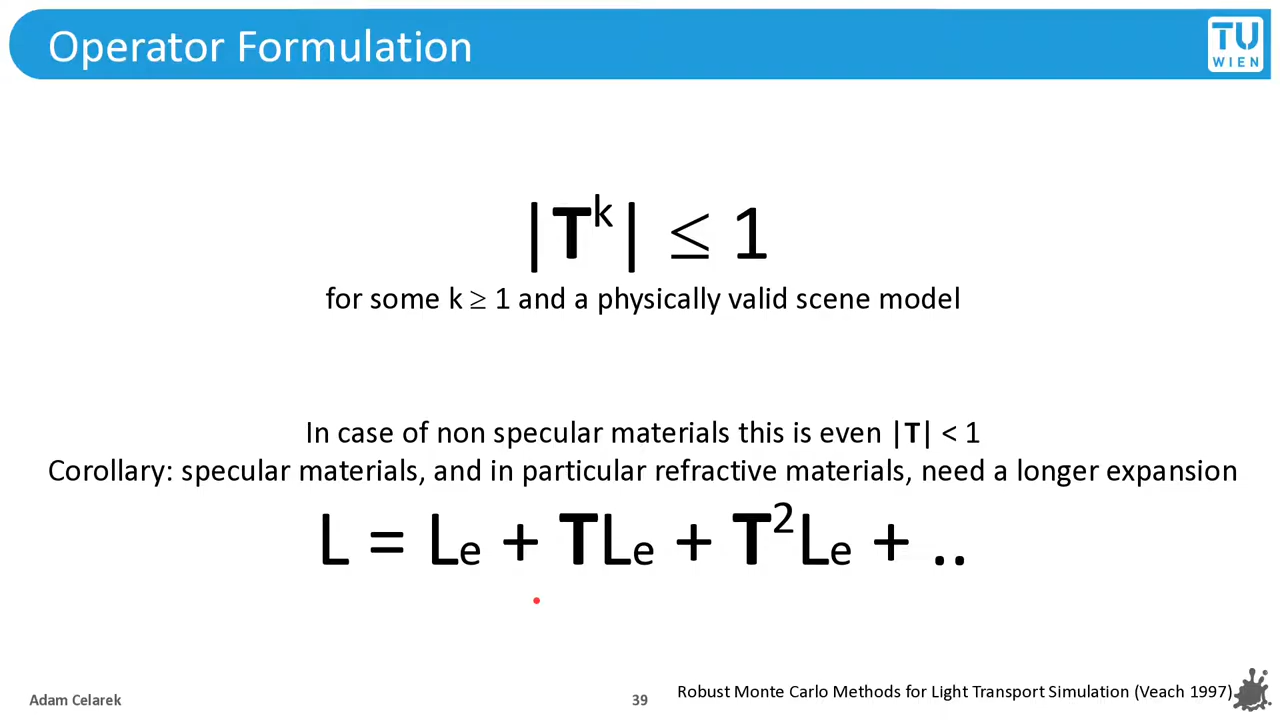 Operator Formulation
TU
WIEN
|Tᵏ| ≤ 1
for some k ≥ 1 and a physically valid scene model
In case of non specular materials this is even |T| < 1
Corollary: specular materials, and in particular refractive materials, need a longer expansion
L = Le + TLe + T²Le + ..
Adam Celarek
39
Robust Monte Carlo Methods for Light Transport Simulation (Veach 1997)